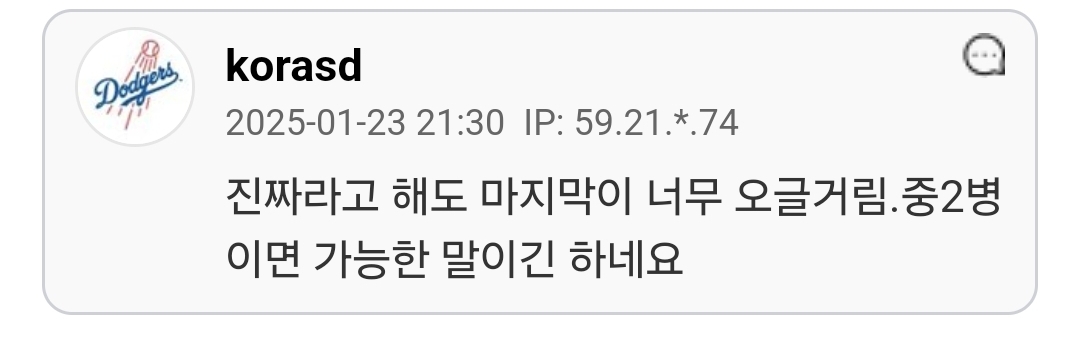 Dodgers
korasd
2025-01-23 21:30 IP: 59.21.*.74
진짜라고 해도 마지막이 너무 오글거림.중2병
이면 가능한 말이긴 하네요